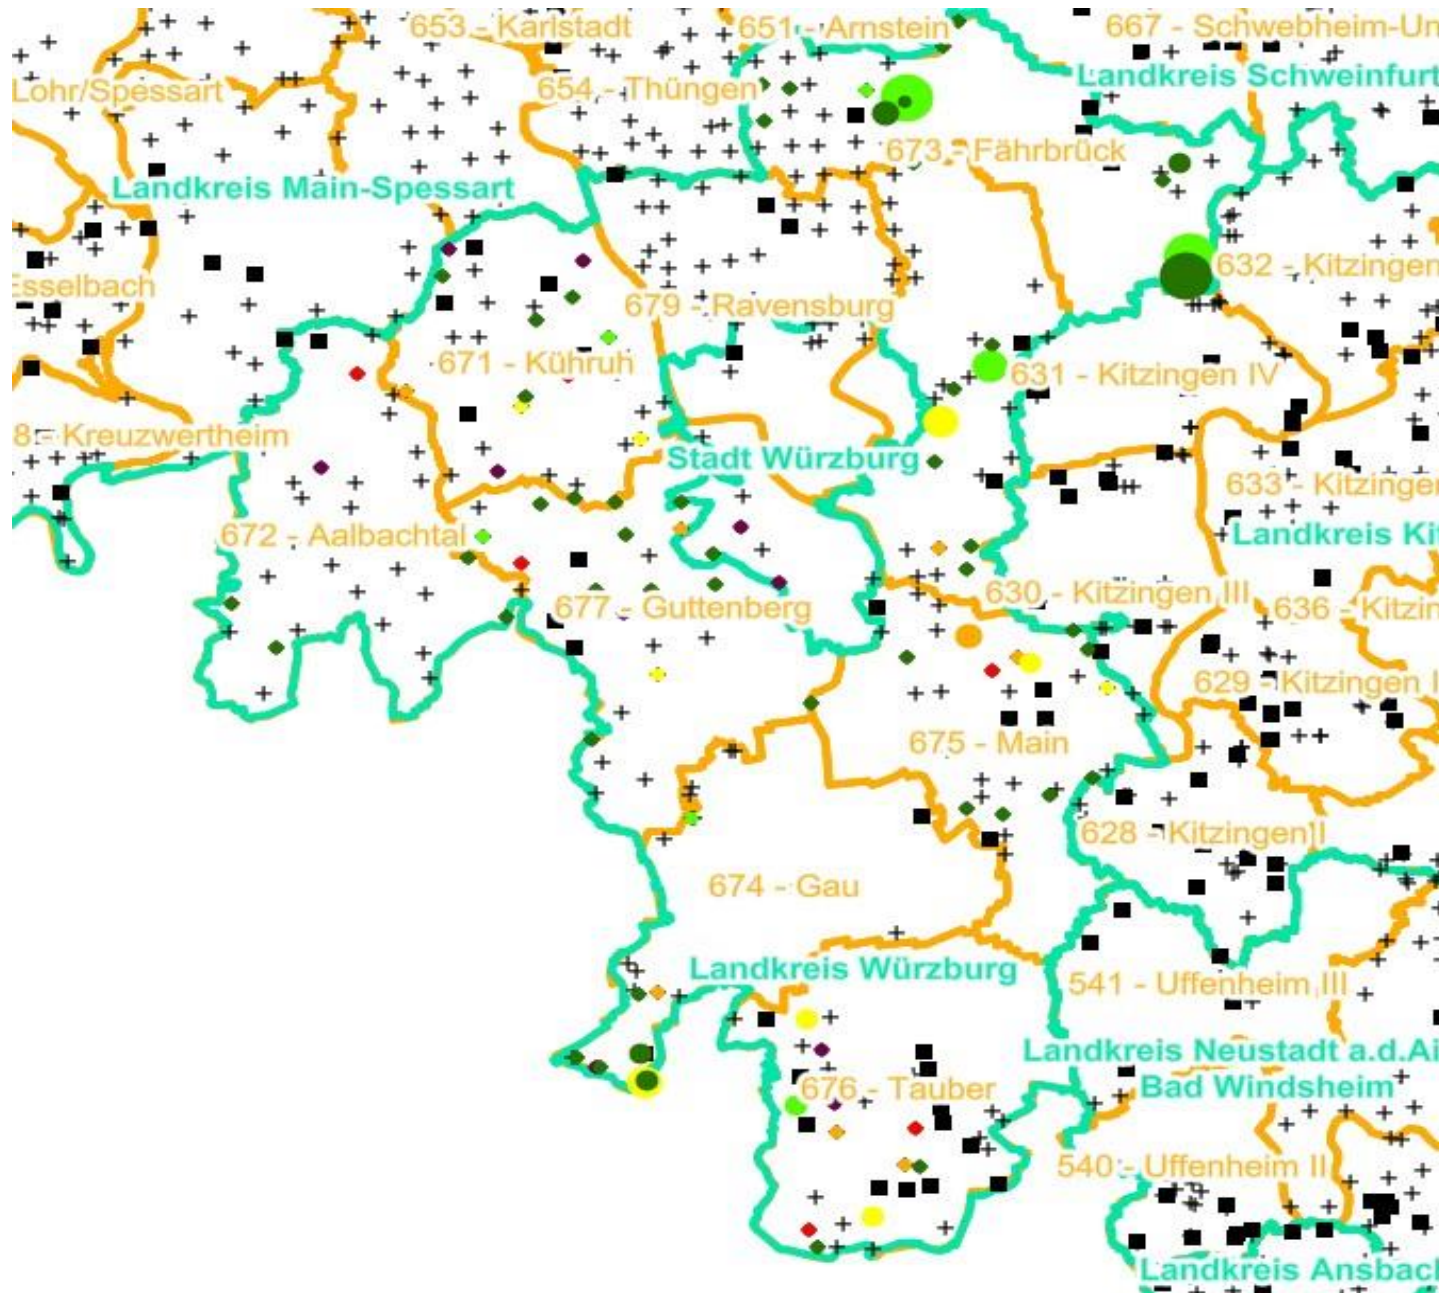 653 - Karlstadt
651 - Arnstein
667 - Schwebheim-Un
Landkreis Schweinfurt
Lohr/Spessart
654 - Thüngen
673 - Fährbrück
Landkreis Main-Spessart
632 - Kitzingen
Esselbach
679 - Ravensburg
671 - Kühruh
631 - Kitzingen IV
8 - Kreuzwertheim
Stadt Würzburg
633 - Kitzingen
672 - Aalbachtal
Landkreis Kit
630 - Kitzingen III
677 - Guttenberg
636 - Kitzin
629 - Kitzingen I
675 - Main
628 - Kitzingen II
674 - Gau
Landkreis Würzburg
541 - Uffenheim III
Landkreis Neustadt a.d.Ai
Bad Windsheim
676 - Tauber
540 - Uffenheim II
Landkreis Ansbach